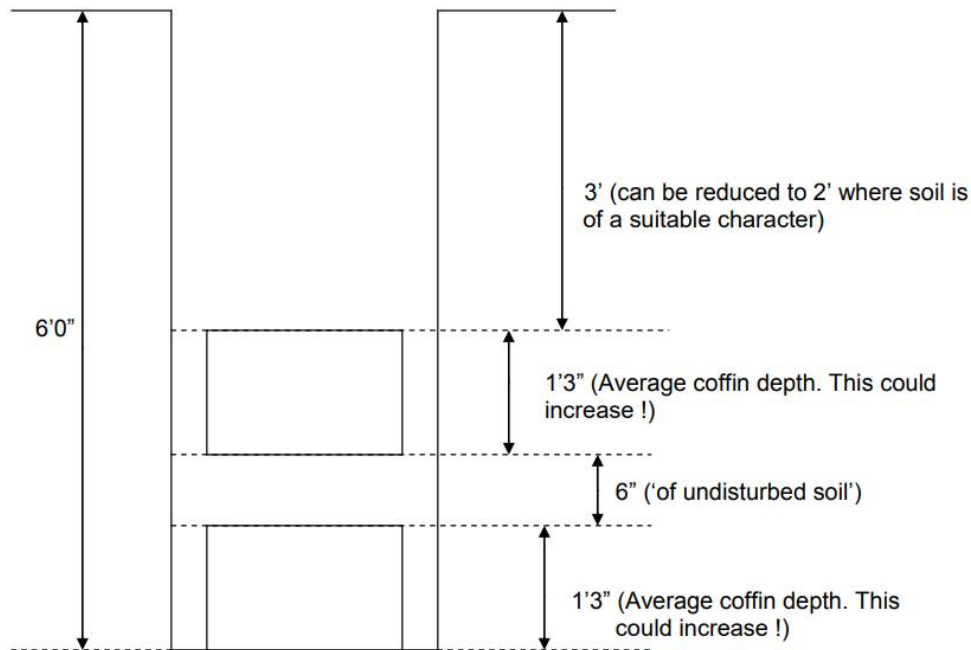 3’ (can be reduced to 2’ where soil is
of a suitable character)
6’0”
1’3” (Average coffin depth. This could
increase !)
6” (‘of undisturbed soil’)
1’3” (Average coffin depth. This
could increase !)